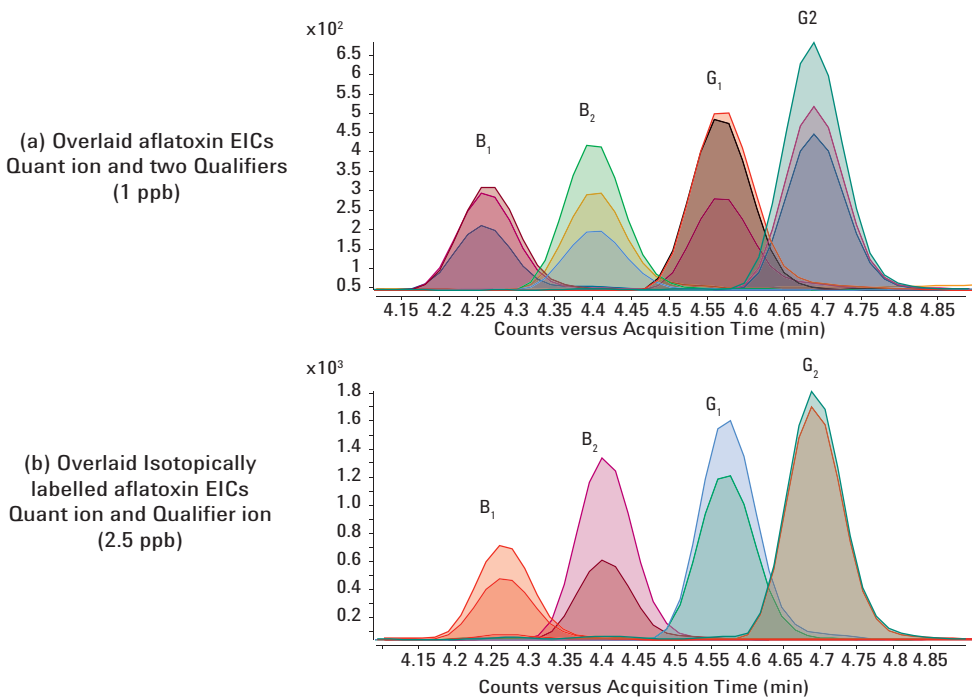 (a) Overlaid aflatoxin EICs
Quant ion and two Qualifiers
(1 ppb)
x10²
6.5
6
5.5
5
4.5
4
3.5
3
2.5
2
1.5
1
0.5
B₁
B₂
G₁
G2
4.15 4.2 4.25 4.3 4.35 4.4 4.45 4.5 4.55 4.6 4.65 4.7 4.75 4.8 4.85
Counts versus Acquisition Time (min)
(b) Overlaid Isotopically
labelled aflatoxin EICs
Quant ion and Qualifier ion
(2.5 ppb)
x10³
1.8
1.6
1.4
1.2
1.0
0.8
0.6
0.4
0.2
B₁
B₂
G₁
G₂
4.15 4.2 4.25 4.3 4.35 4.4 4.45 4.5 4.55 4.6 4.65 4.7 4.75 4.8 4.85
Counts versus Acquisition Time (min)